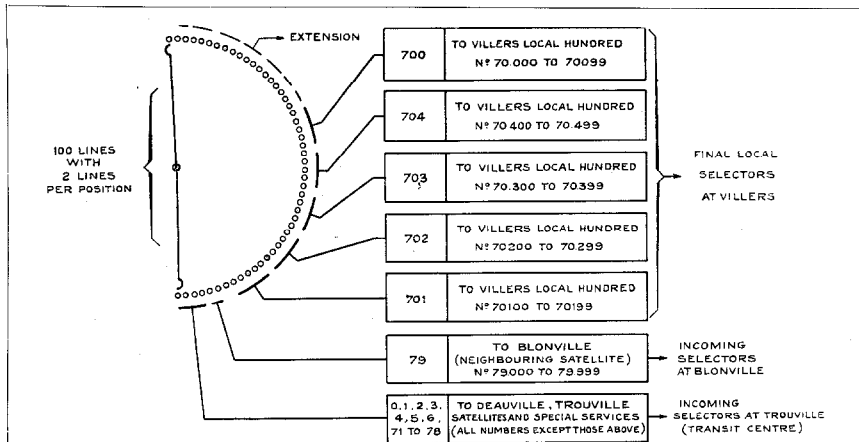 EXTENSION
100 LINES
WITH
2 LINES
PER POSITION
700
TO VILLERS LOCAL HUNDRED
Nº 70.000 TO 70099
704
TO VILLERS LOCAL HUNDRED
Nº 70400 TO 70.499
703
TO VILLERS LOCAL HUNDRED
Nº 70.300 TO 70399
702
TO VILLERS LOCAL HUNDRED
Nº 70200 TO 70.299
701
TO VILLERS LOCAL HUNDRED
Nº 70100 TO 70199
FINAL LOCAL
SELECTORS
AT VILLERS
79
TO BLONVILLE
(NEIGHBOURING SATELLITE)
Nº 79000 TO 79.999
INCOMING
SELECTORS
AT BLONVILLE
0,1,2,3,
4,5,6,
71 TO 78
TO DEAUVILLE, TROUVILLE
SATELLITES AND SPECIAL SERVICES
(ALL NUMBERS EXCEPT THOSE ABOVE)
INCOMING
SELECTORS AT TROUVILLE
(TRANSIT CENTRE)